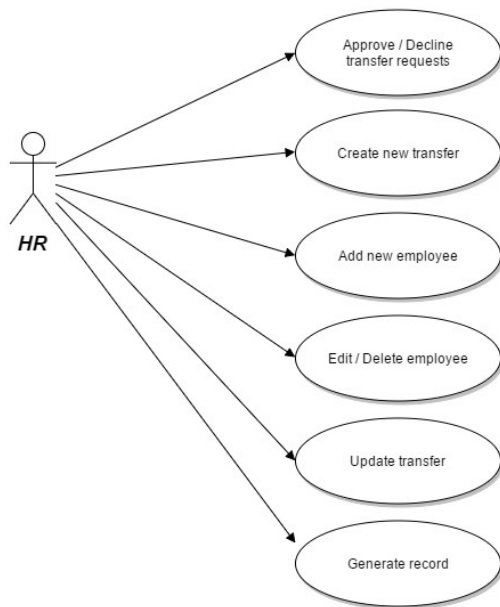 Approve / Decline
transfer requests
Create new transfer
HR
Add new employee
Edit / Delete employee
Update transfer
Generate record